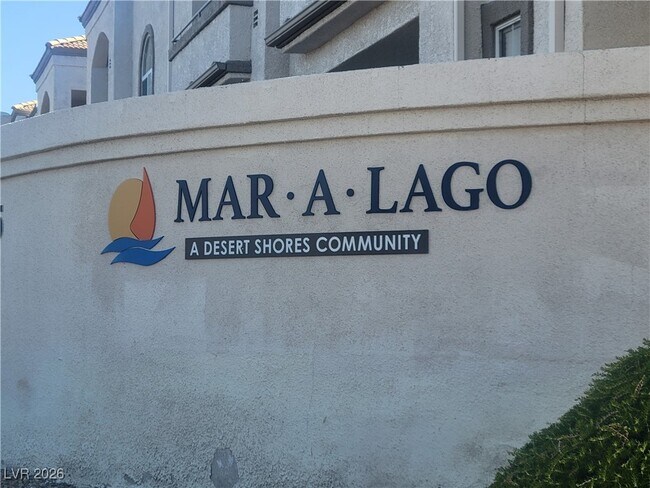 MAR·A·LAGO
A DESERT SHORES COMMUNITY
LVR 2026